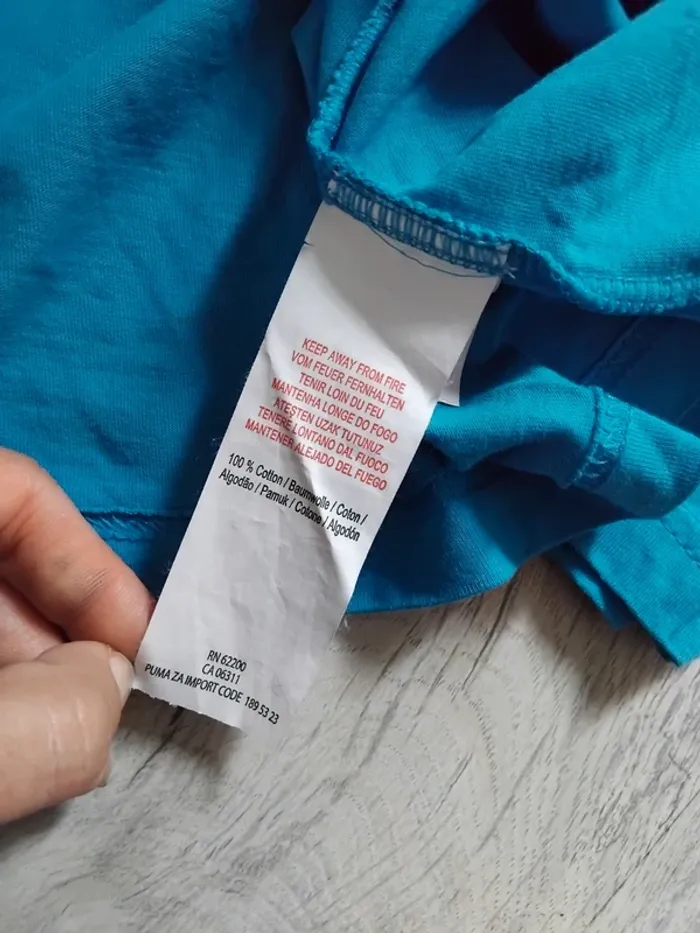 KEEP AWAY FROM FIRE
VOM FEUER FERNHALTEN
TENIR LOIN DU FEU
MANTENHA LONGE DO FOGO
ATEŞTEN UZAK TUTUNUZ
TENERE LONTANO DAL FUOCO
MANTENER ALEJADO DEL FUEGO
100 % Cotton / Baumwolle / Coton /
Algodão / Pamuk / Cotone / Algodón
RN 62200
CA 06311
PUMA ZA IMPORT CODE 189 53 23